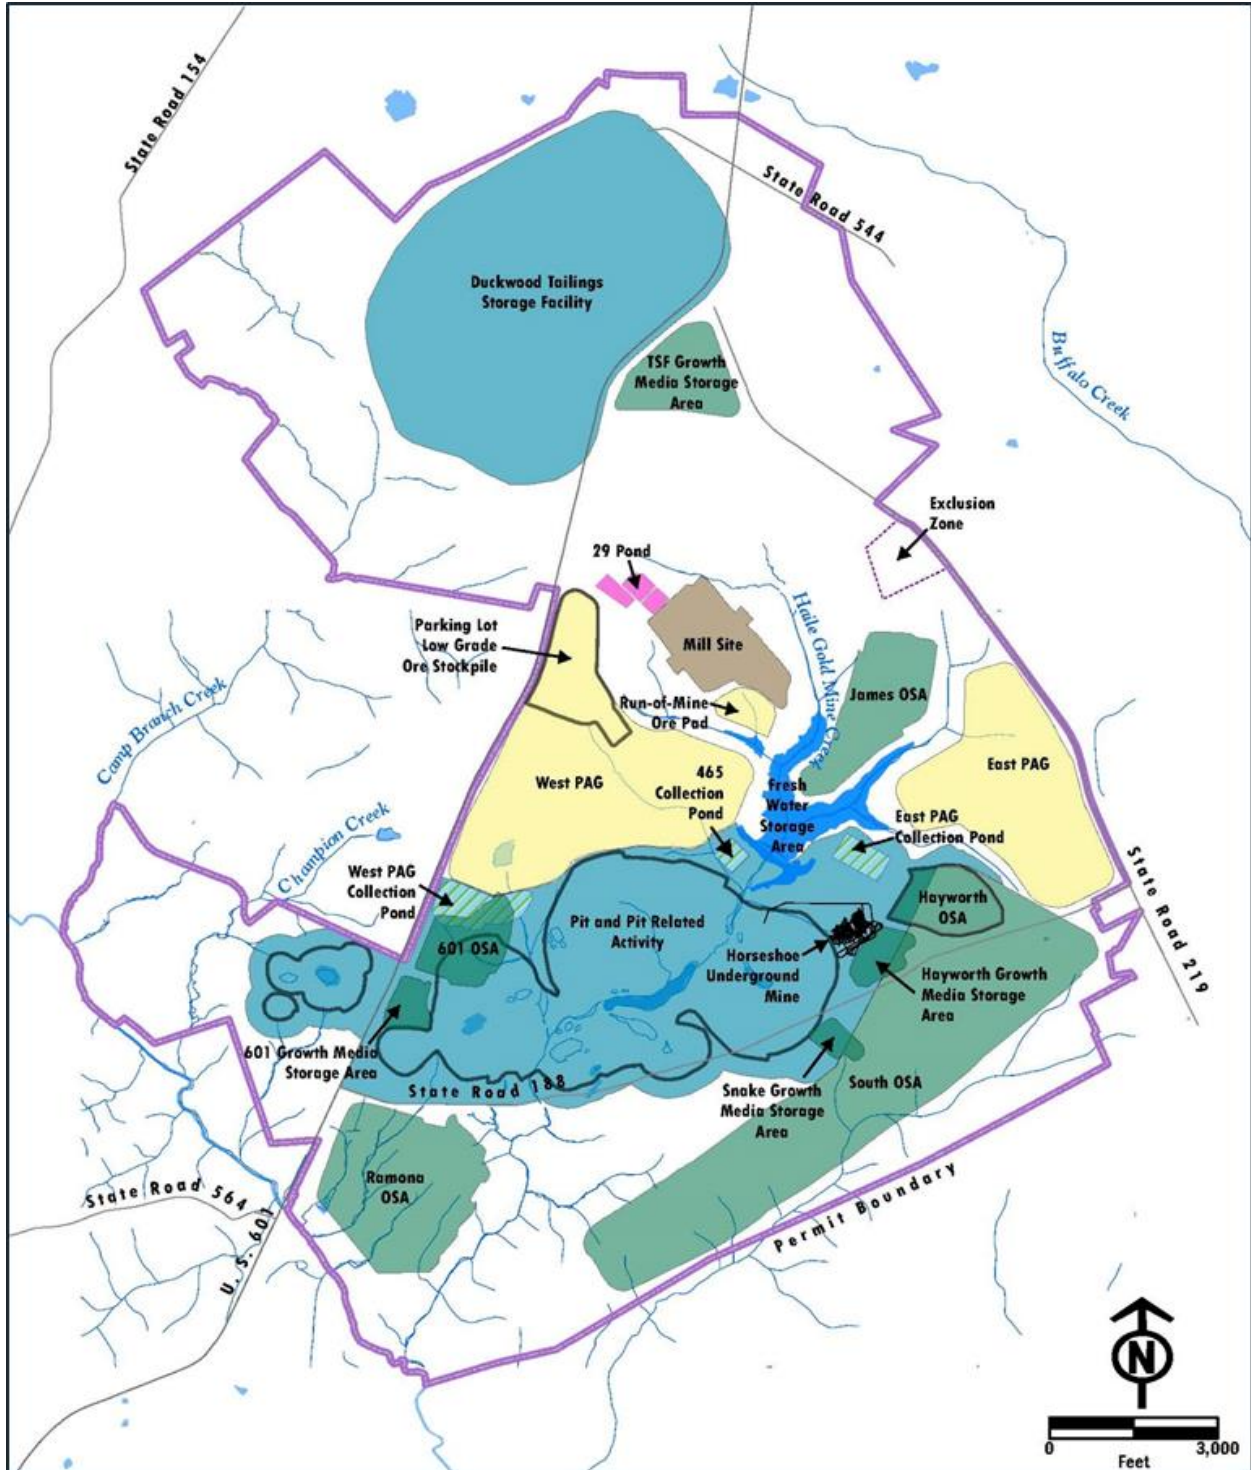 State Road 154
State Road 544
Duckwood Tailings
Storage Facility
TSF Growth
Media Storage
Area
Buffalo Creek
Exclusion
Zone
29 Pond
Parking Lot
Low Grade
Ore Stockpile
Mill Site
Haile Gold Mine Creek
James OSA
Run-of-Mine
Ore Pad
Camp Branch Creek
West PAG
465
Collection
Pond
Fresh
Water
Storage
Area
East PAG
East PAG
Collection Pond
Champion Creek
West PAG
Collection
Pond
State Road 219
Hayworth
OSA
Pit and Pit Related
Activity
601 OSA
Horseshoe
Underground
Mine
Hayworth Growth
Media Storage
Area
601 Growth Media
Storage Area
State Road 188
Snake Growth
Media Storage
Area
South OSA
Ramona
OSA
State Road 564
U.S. 601
Permit Boundary
N
0
3,000
Feet